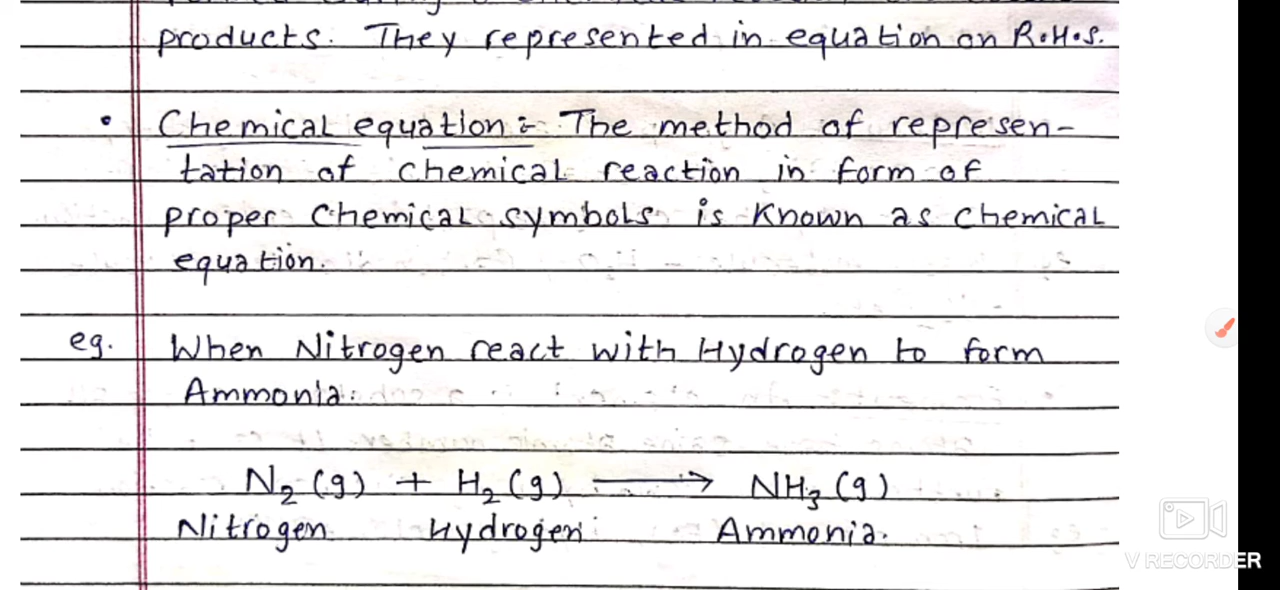 products. They represented in equation on R.H.S.
• Chemical equation :- The method of represen-
tation of chemical reaction in form of
proper chemical symbols is known as chemical
equation.
eg. When Nitrogen react with Hydrogen to form
Ammonia.
N₂ (g) + H₂ (g) ⟶ NH₃ (g)
Nitrogen Hydrogen Ammonia.
V RECORDER